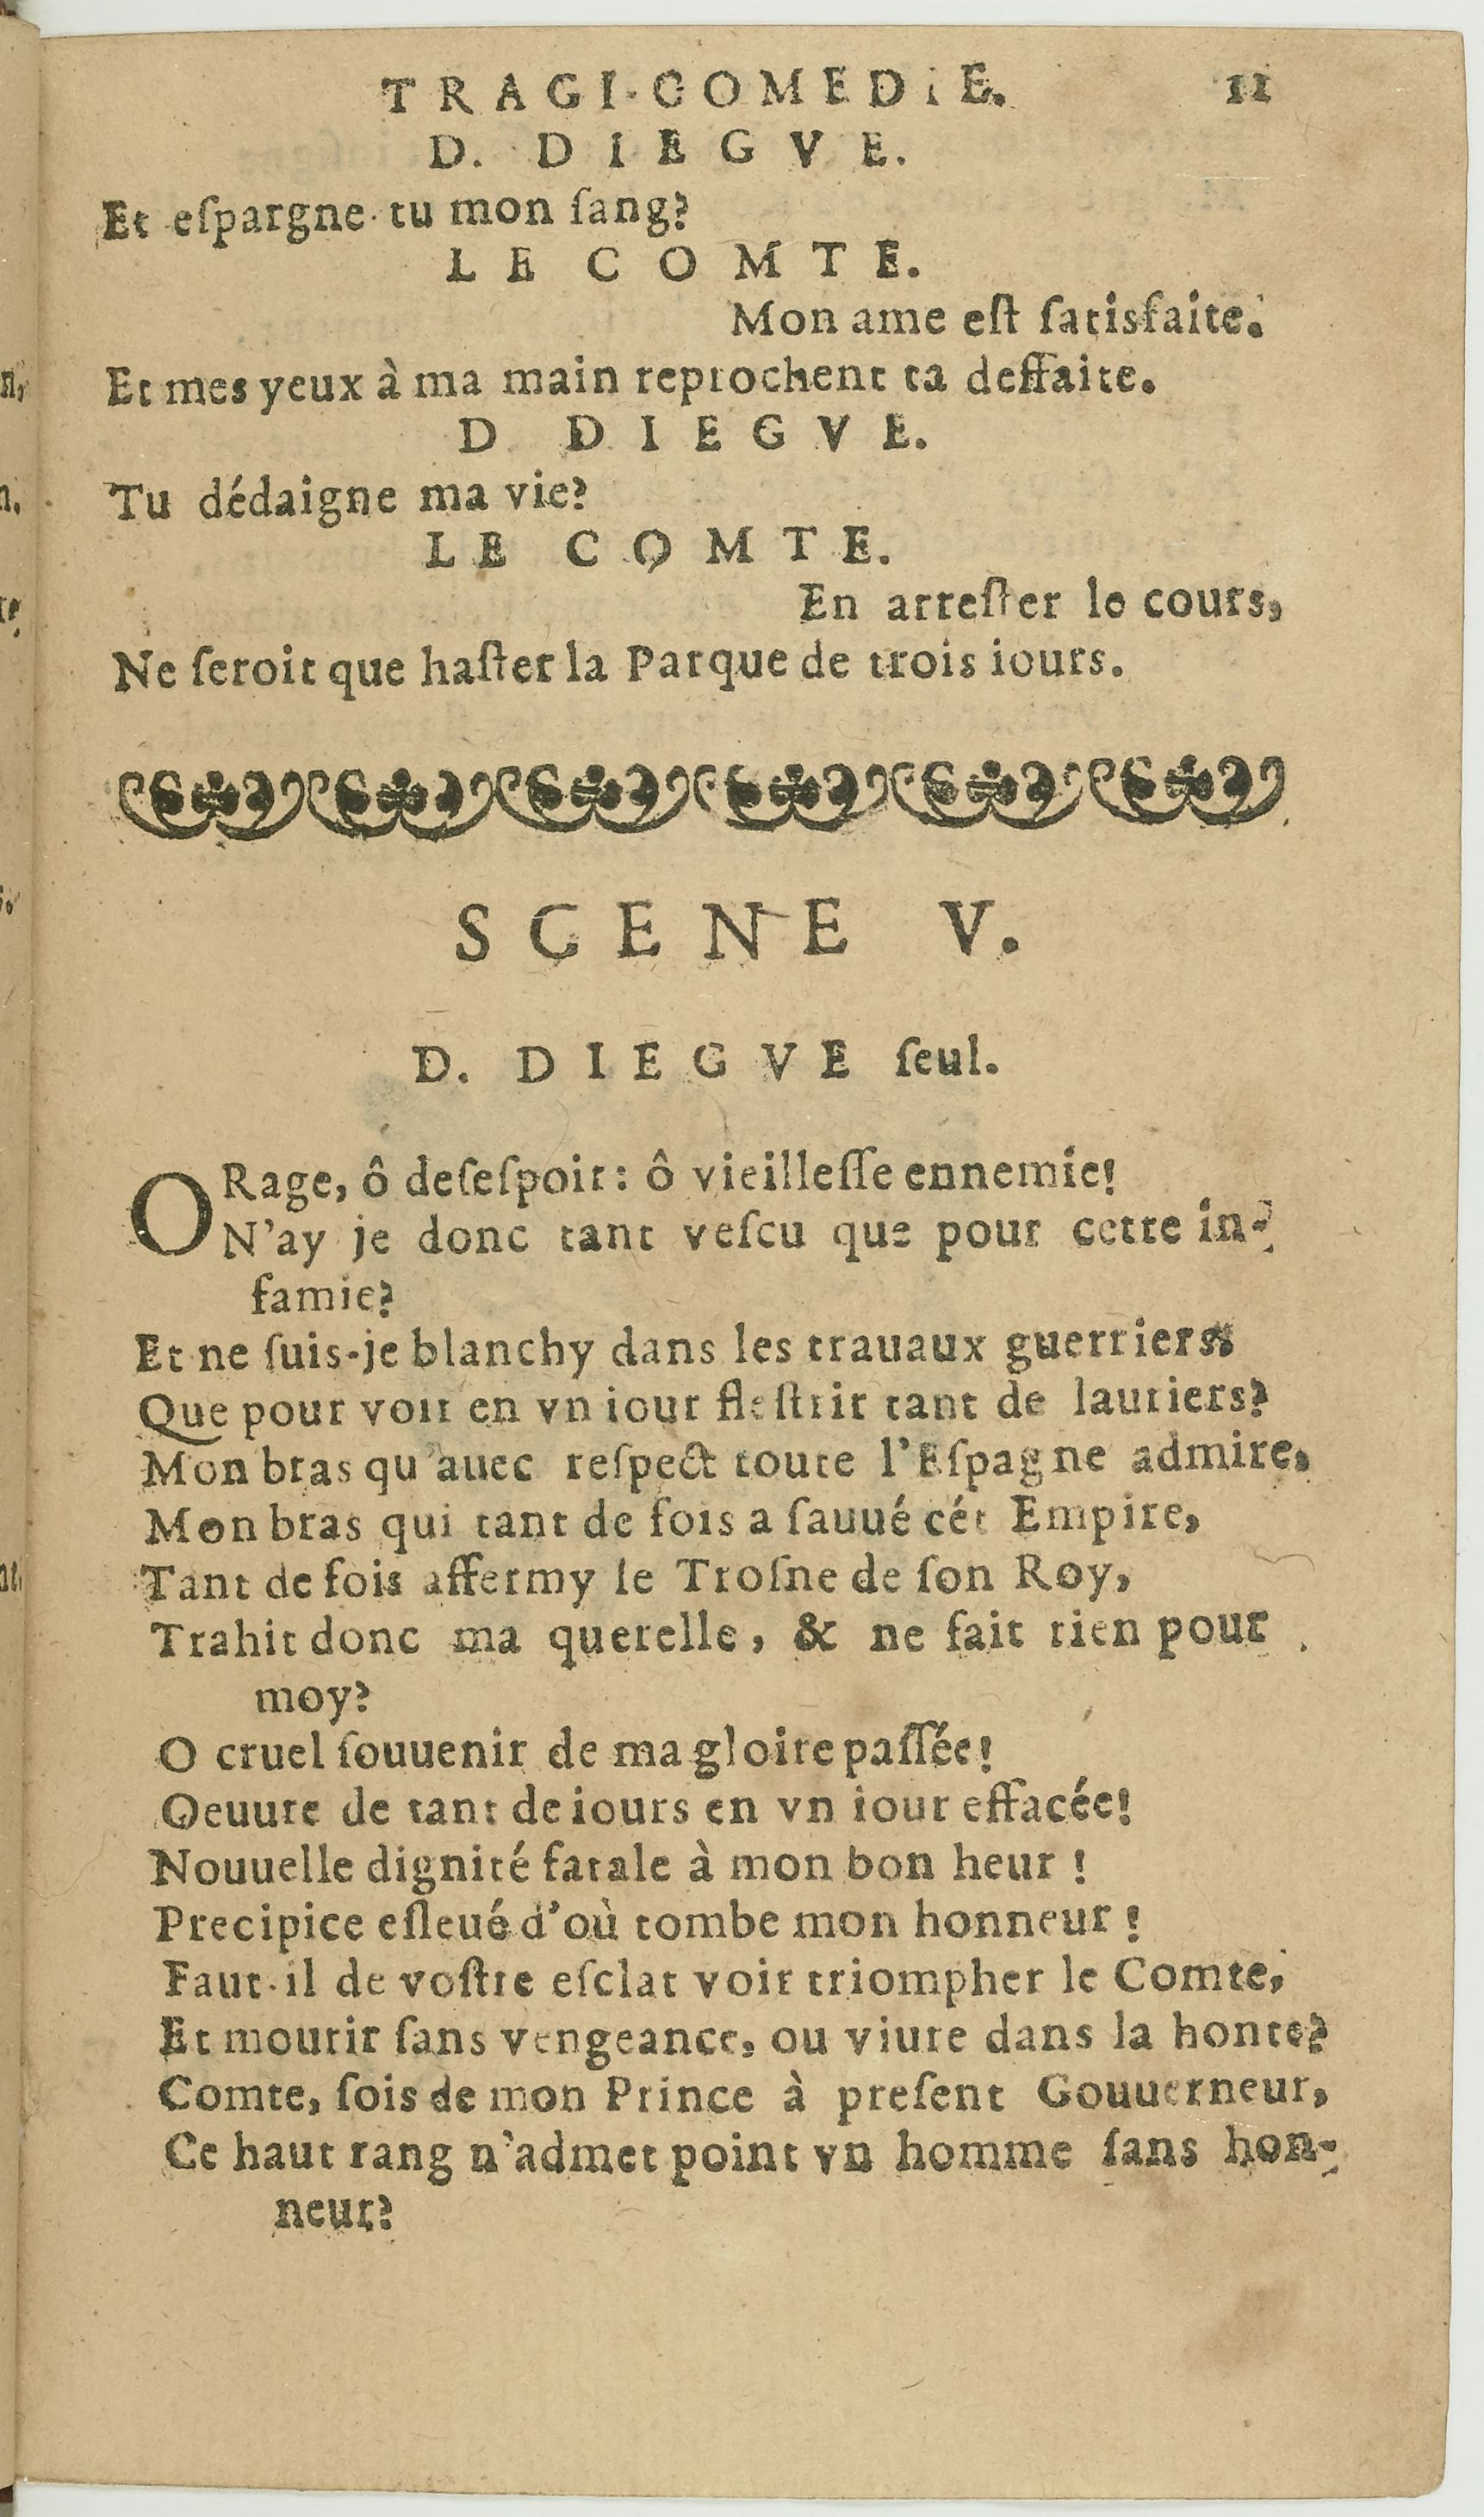 TRAGI-COMEDIE. 11
D. DIEGVE.
Et eſpargne-tu mon ſang?
LE COMTE.
Mon ame eſt ſatisfaite.
Et mes yeux à ma main reprochent ta deffaite.
D DIEGVE.
Tu dédaigne ma vie?
LE COMTE.
En arreſter le cours,
Ne ſeroit que haſter la Parque de trois iours.
SCENE V.
D. DIEGVE ſeul.
O Rage, ô deſeſpoir: ô vieilleſſe ennemie!
N'ay je donc tant veſcu que pour cette in-
famie?
Et ne ſuis-je blanchy dans les trauaux guerriers
Que pour voir en vn iour fleſtrir tant de lauriers?
Mon bras qu'auec reſpect toute l'Eſpagne admire,
Mon bras qui tant de fois a ſauué cét Empire,
Tant de fois affermy le Troſne de ſon Roy,
Trahit donc ma querelle, & ne fait rien pour
moy?
O cruel ſouuenir de ma gloire paſſée!
Oeuure de tant de iours en vn iour effacée!
Nouuelle dignité fatale à mon bon heur !
Precipice eſleué d'où tombe mon honneur !
Faut-il de voſtre eſclat voir triompher le Comte,
Et mourir ſans vengeance, ou viure dans la honte?
Comte, ſois de mon Prince à preſent Gouuerneur,
Ce haut rang n'admet point vn homme ſans hon-
neur?